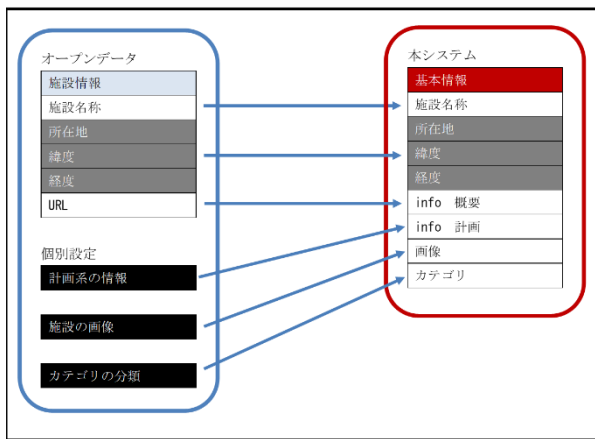 オープンデータ
施設情報
施設名称
所在地
緯度
経度
URL
個別設定
計画系の情報
施設の画像
カテゴリの分類
本システム
基本情報
施設名称
所在地
緯度
経度
info 概要
info 計画
画像
カテゴリ